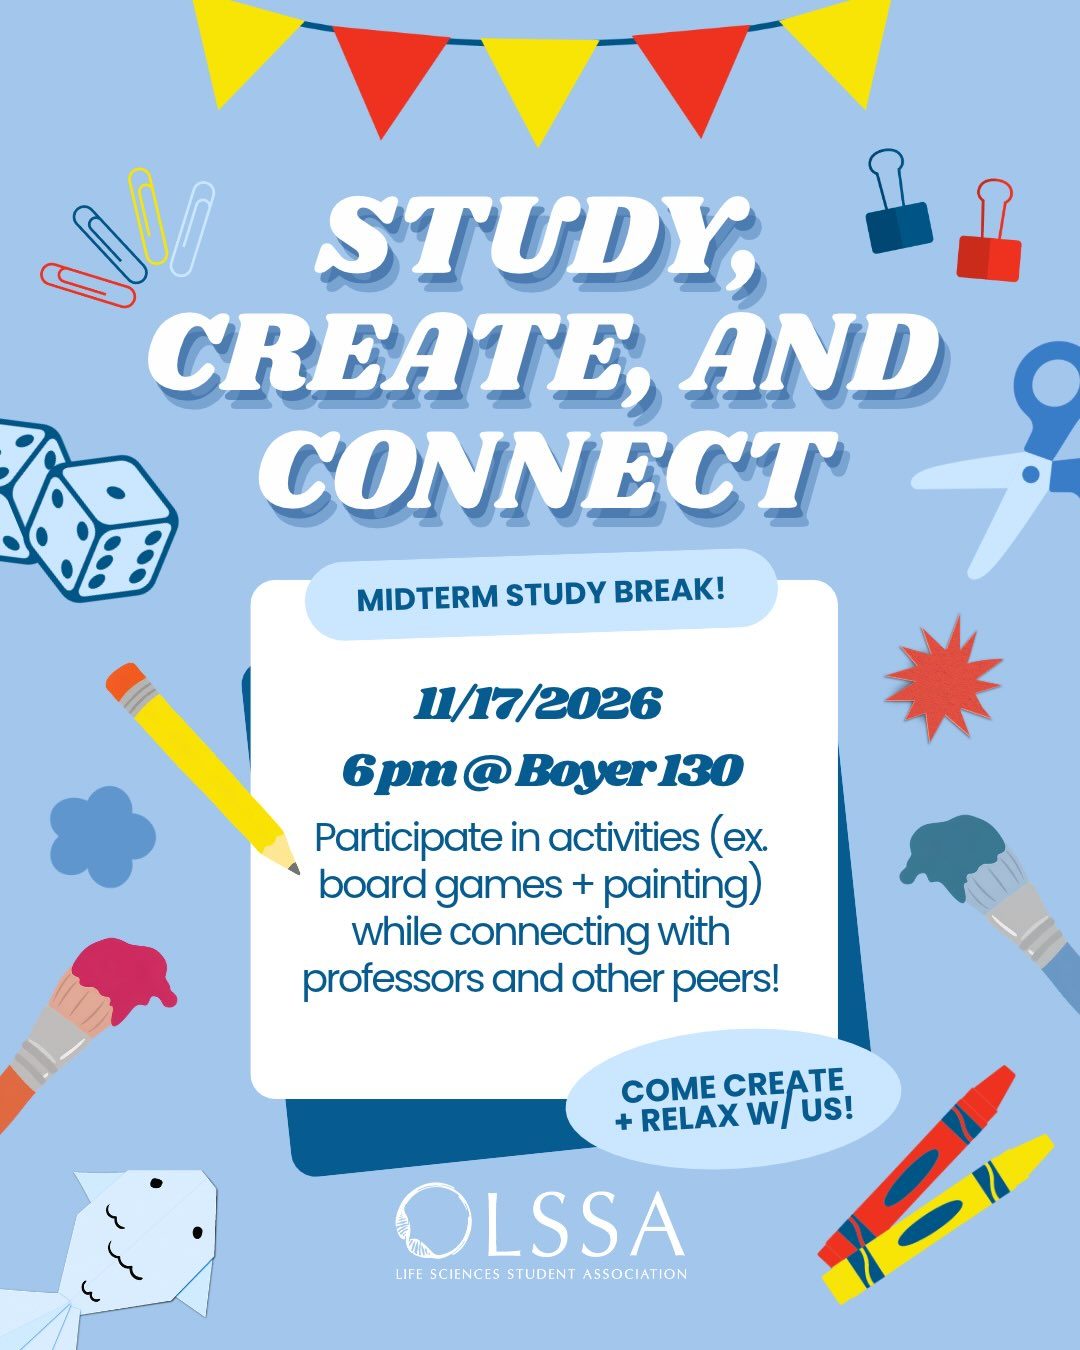 STUDY,
CREATE, AND
CONNECT
MIDTERM STUDY BREAK!
11/17/2026
6 pm @ Boyer 130
Participate in activities (ex.
board games + painting)
while connecting with
professors and other peers!
COME CREATE
+ RELAX W/ US!
LSSA
LIFE SCIENCES STUDENT ASSOCIATION